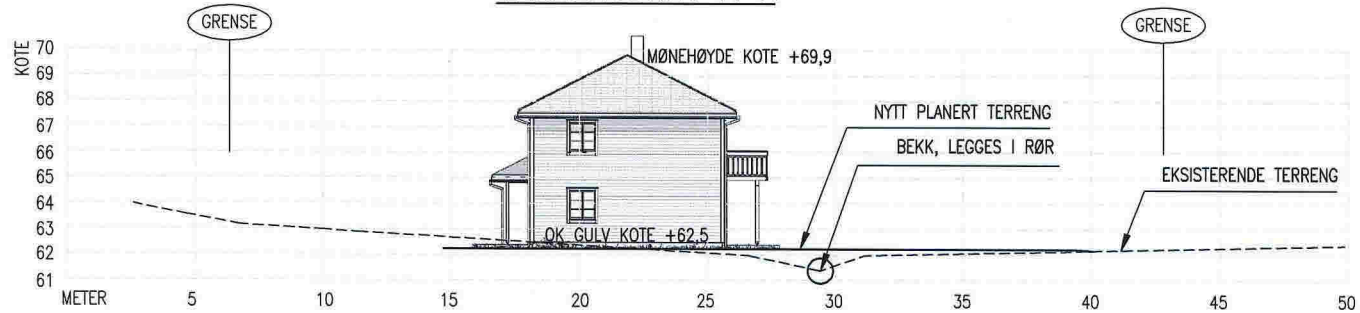 GRENSE
GRENSE
KOTE
70
69
68
67
66
65
64
63
62
61
MØNEHØYDE KOTE +69,9
NYTT PLANERT TERRENG
BEKK, LEGGES I RØR
EKSISTERENDE TERRENG
OK GULV KOTE +62,5
METER 5 10 15 20 25 30 35 40 45 50